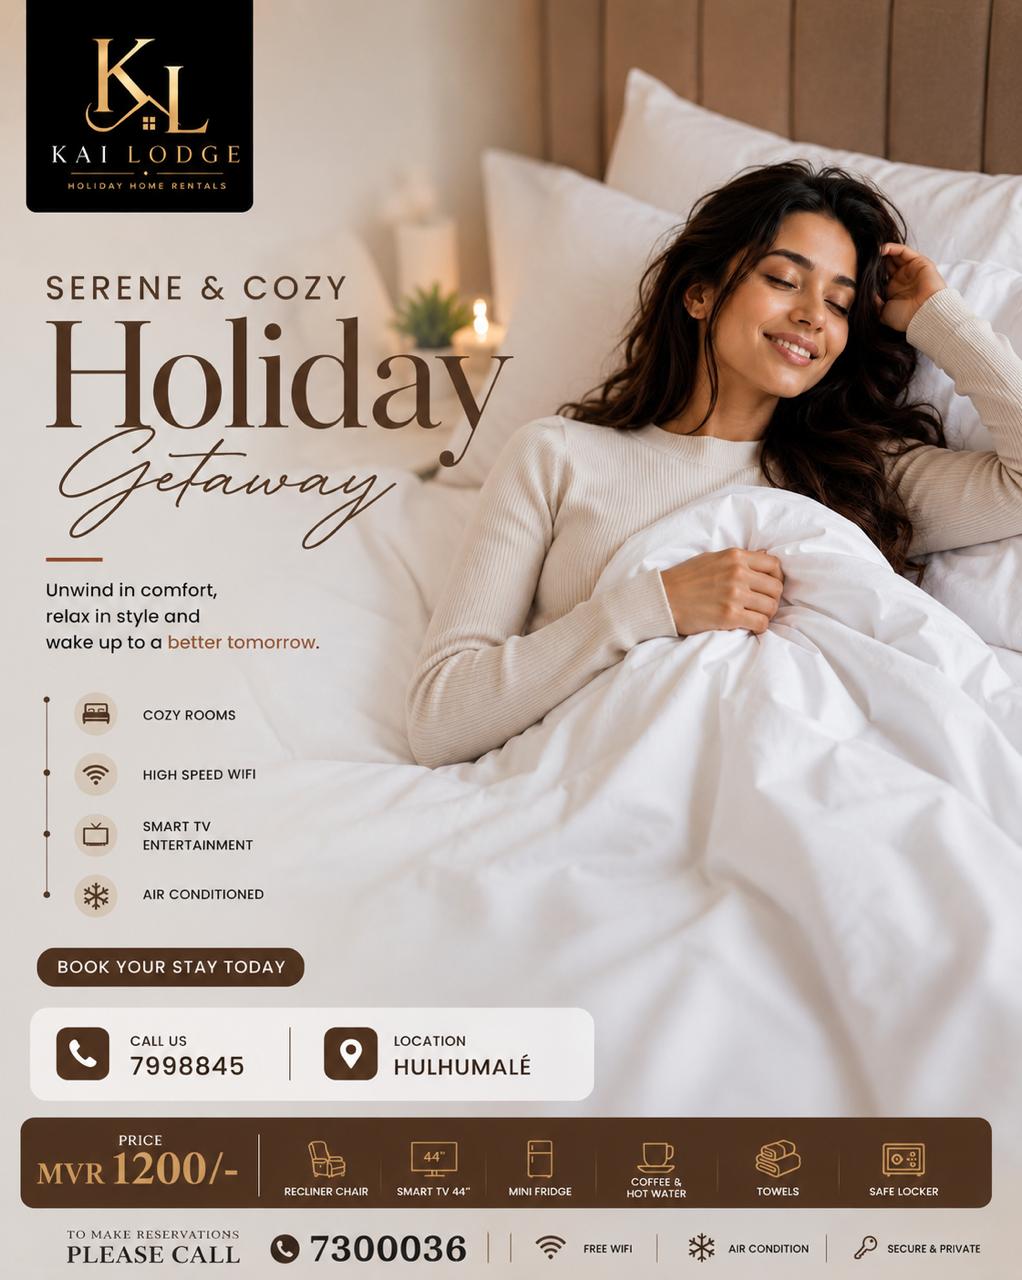 KL
KAI LODGE
HOLIDAY HOME RENTALS
SERENE & COZY
Holiday
Getaway
Unwind in comfort,
relax in style and
wake up to a better tomorrow.
COZY ROOMS
HIGH SPEED WIFI
SMART TV
ENTERTAINMENT
AIR CONDITIONED
BOOK YOUR STAY TODAY
CALL US
7998845
LOCATION
HULHUMALÉ
PRICE
MVR 1200/-
RECLINER CHAIR
44"
SMART TV 44"
MINI FRIDGE
COFFEE &
HOT WATER
TOWELS
SAFE LOCKER
TO MAKE RESERVATIONS
PLEASE CALL
7300036
FREE WIFI
AIR CONDITION
SECURE & PRIVATE